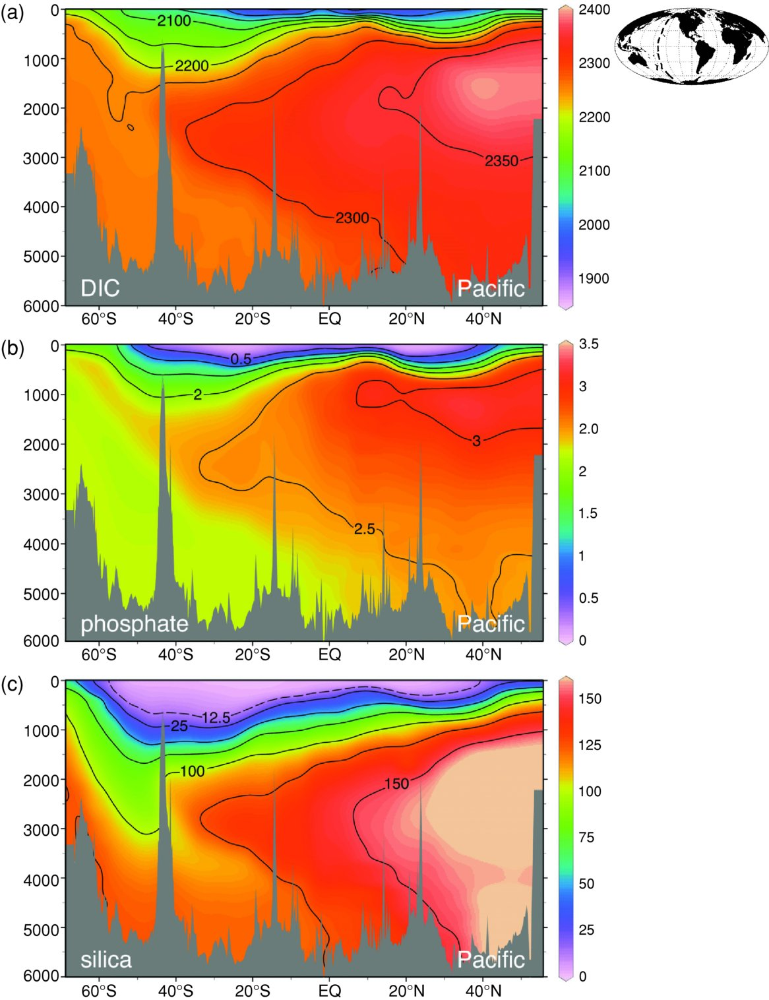 (a)
0
1000
2000
3000
4000
5000
6000
2100
2200
2300
2350
DIC
Pacific
60°S
40°S
20°S
EQ
20°N
40°N
2400
2300
2200
2100
2000
1900
(b)
0
1000
2000
3000
4000
5000
6000
0.5
2
2.5
3
phosphate
Pacific
60°S
40°S
20°S
EQ
20°N
40°N
3.5
3
2.0
2
1.5
1
0.5
0
(c)
0
1000
2000
3000
4000
5000
6000
12.5
25
100
150
silica
Pacific
60°S
40°S
20°S
EQ
20°N
40°N
150
125
100
75
50
25
0